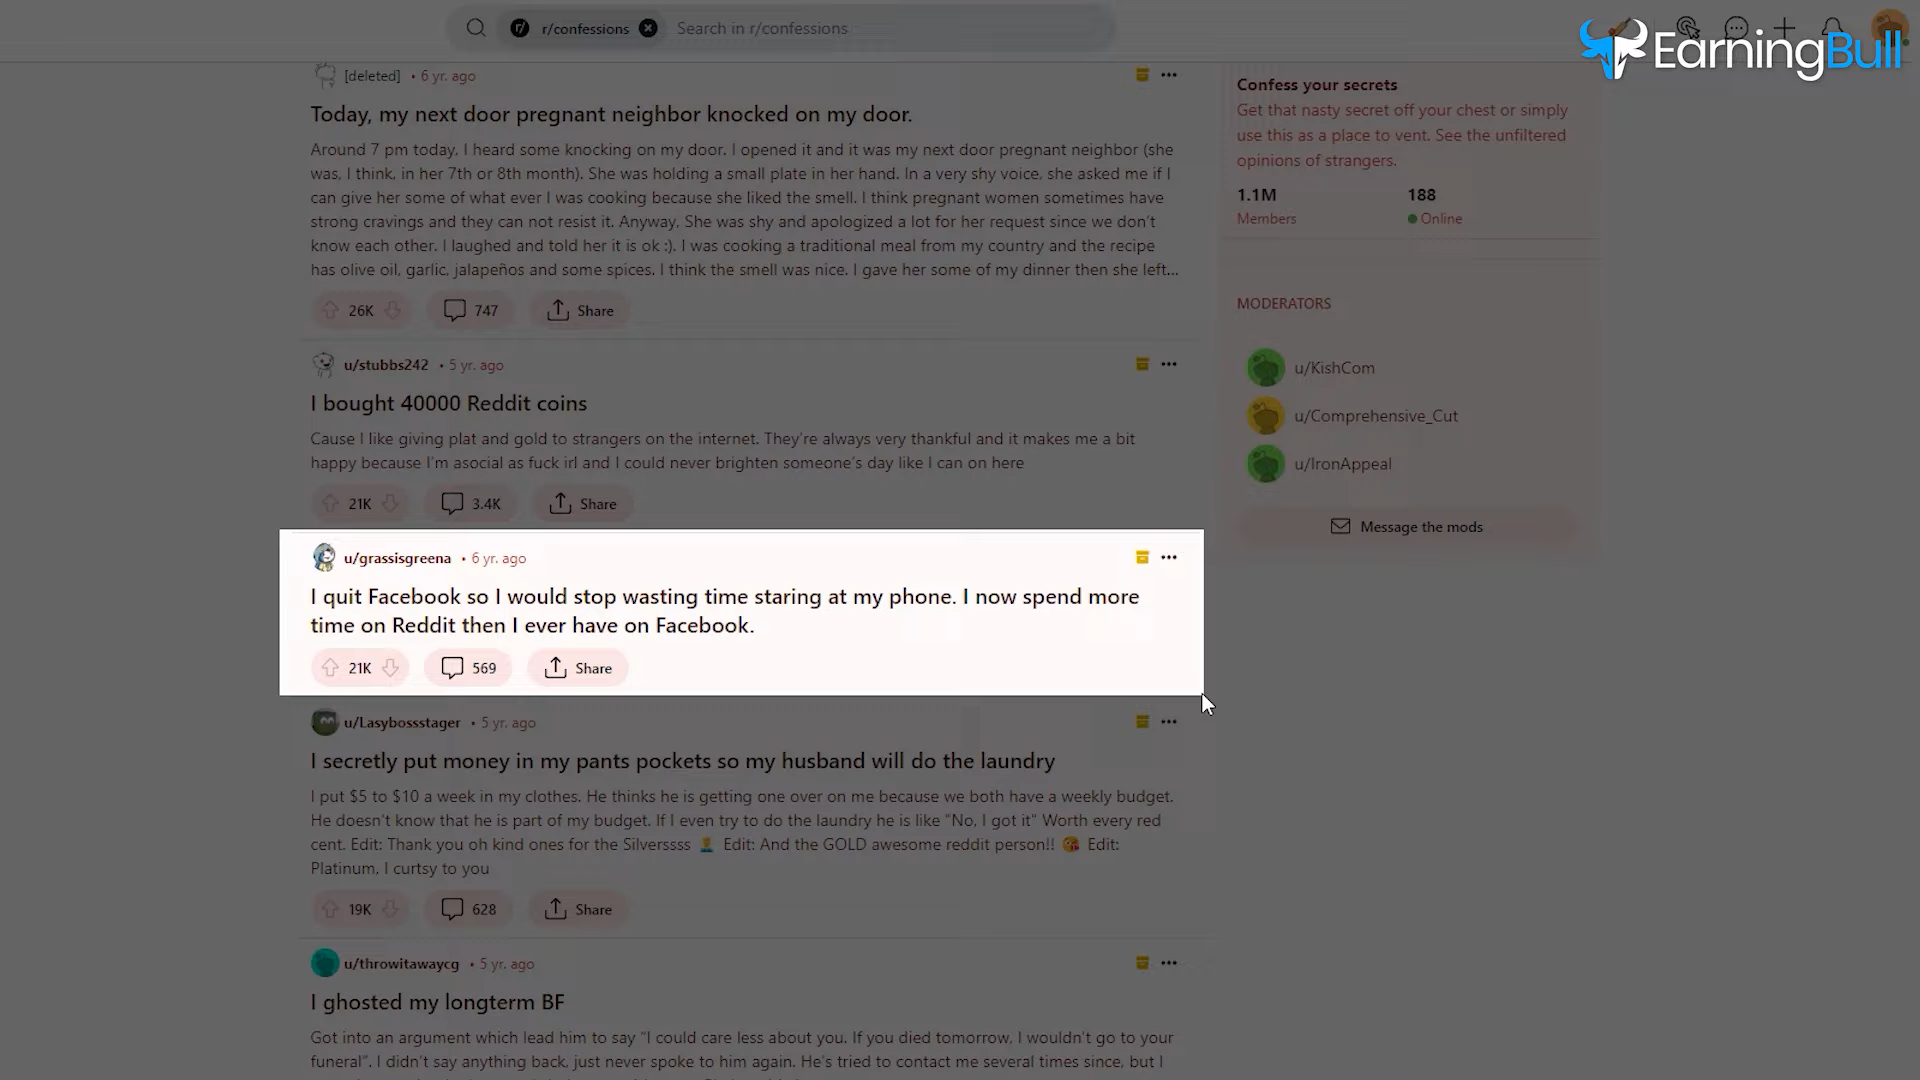 r/confessions
Search in r/confessions
EarningBull
[deleted] • 6 yr. ago
Today, my next door pregnant neighbor knocked on my door.
Around 7 pm today. I heard some knocking on my door. I opened it and it was my next door pregnant neighbor (she
was, I think, in her 7th or 8th month). She was holding a small plate in her hand. In a very shy voice, she asked me if I
can give her some of what ever I was cooking because she liked the smell. I think pregnant women sometimes have
strong cravings and they can not resist it. Anyway. She was shy and apologized a lot for her request since we don't
know each other. I laughed and told her it is ok :). I was cooking a traditional meal from my country and the recipe
has olive oil, garlic, jalapeños and some spices. I think the smell was nice. I gave her some of my dinner then she left...
26K
747
Share
u/stubbs242 • 5 yr. ago
I bought 40000 Reddit coins
Cause I like giving plat and gold to strangers on the internet. They're always very thankful and it makes me a bit
happy because I'm asocial as fuck irl and I could never brighten someone's day like I can on here
21K
3.4K
Share
u/grassisgreena • 6 yr. ago
I quit Facebook so I would stop wasting time staring at my phone. I now spend more
time on Reddit then I ever have on Facebook.
21K
569
Share
u/Lasybossstager • 5 yr. ago
I secretly put money in my pants pockets so my husband will do the laundry
I put $5 to $10 a week in my clothes. He thinks he is getting one over on me because we both have a weekly budget.
He doesn't know that he is part of my budget. If I even try to do the laundry he is like "No, I got it" Worth every red
cent. Edit: Thank you oh kind ones for the Silverssss Edit: And the GOLD awesome reddit person!! Edit:
Platinum, I curtsy to you
19K
628
Share
u/throwitawaycg • 5 yr. ago
I ghosted my longterm BF
Got into an argument which lead him to say "I could care less about you. If you died tomorrow, I wouldn't go to your
funeral". I didn't say anything back, just never spoke to him again. He's tried to contact me several times since, but I
Confess your secrets
Get that nasty secret off your chest or simply
use this as a place to vent. See the unfiltered
opinions of strangers.
1.1M
188
Members
Online
MODERATORS
u/KishCom
u/Comprehensive_Cut
u/IronAppeal
Message the mods